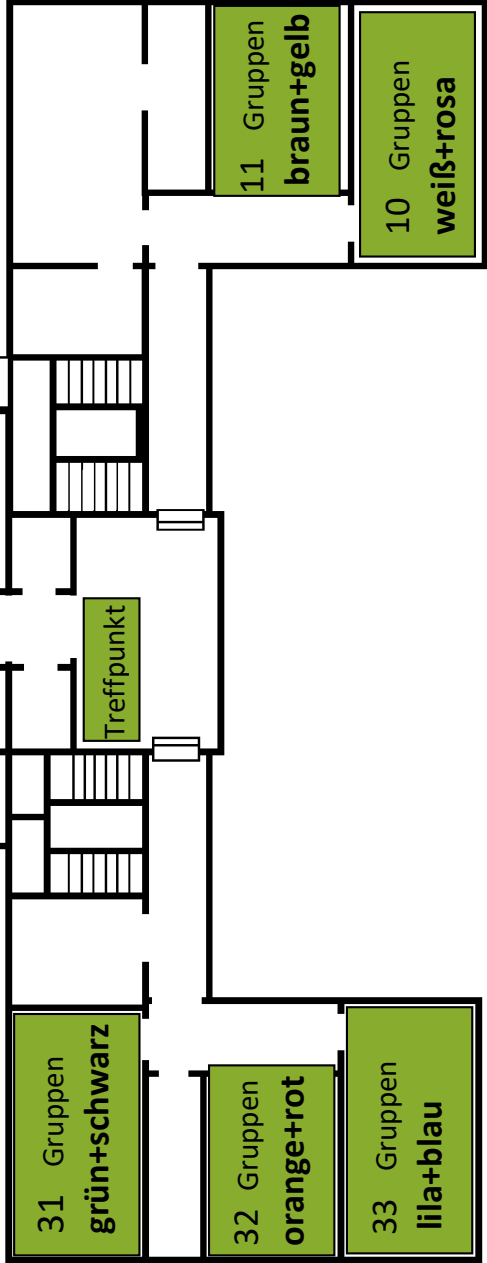 31 Gruppen
grün+schwarz
32 Gruppen
orange+rot
33 Gruppen
lila+blau
Treffpunkt
11 Gruppen
braun+gelb
10 Gruppen
weiß+rosa